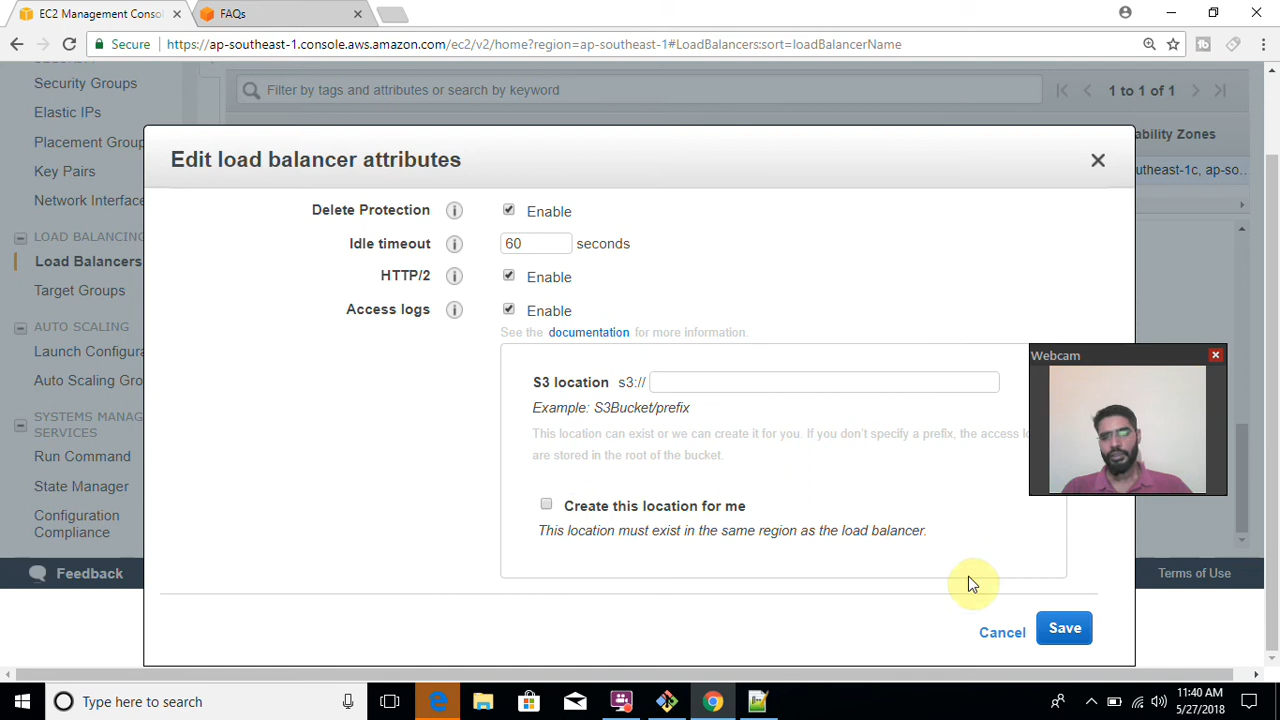 EC2 Management Conso
FAQs
Secure https://ap-southeast-1.console.aws.amazon.com/ec2/v2/home?region=ap-southeast-1#LoadBalancers:sort=loadBalancerName
Security Groups
Elastic IPs
Placement Group
Key Pairs
Network Interface
LOAD BALANCING
Load Balancers
Target Groups
AUTO SCALING
Launch Configura
Auto Scaling Gro
SYSTEMS MANAG
SERVICES
Run Command
State Manager
Configuration
Compliance
Feedback
Filter by tags and attributes or search by keyword
1 to 1 of 1
ability Zones
utheast-1c, ap-so...
Edit load balancer attributes
Delete Protection Enable
Idle timeout 60 seconds
HTTP/2 Enable
Access logs Enable
See the documentation for more information.
S3 location s3://
Example: S3Bucket/prefix
This location can exist or we can create it for you. If you don't specify a prefix, the access lo
are stored in the root of the bucket.
Create this location for me
This location must exist in the same region as the load balancer.
Cancel Save
Webcam
Terms of Use
Type here to search
11:40 AM
5/27/2018